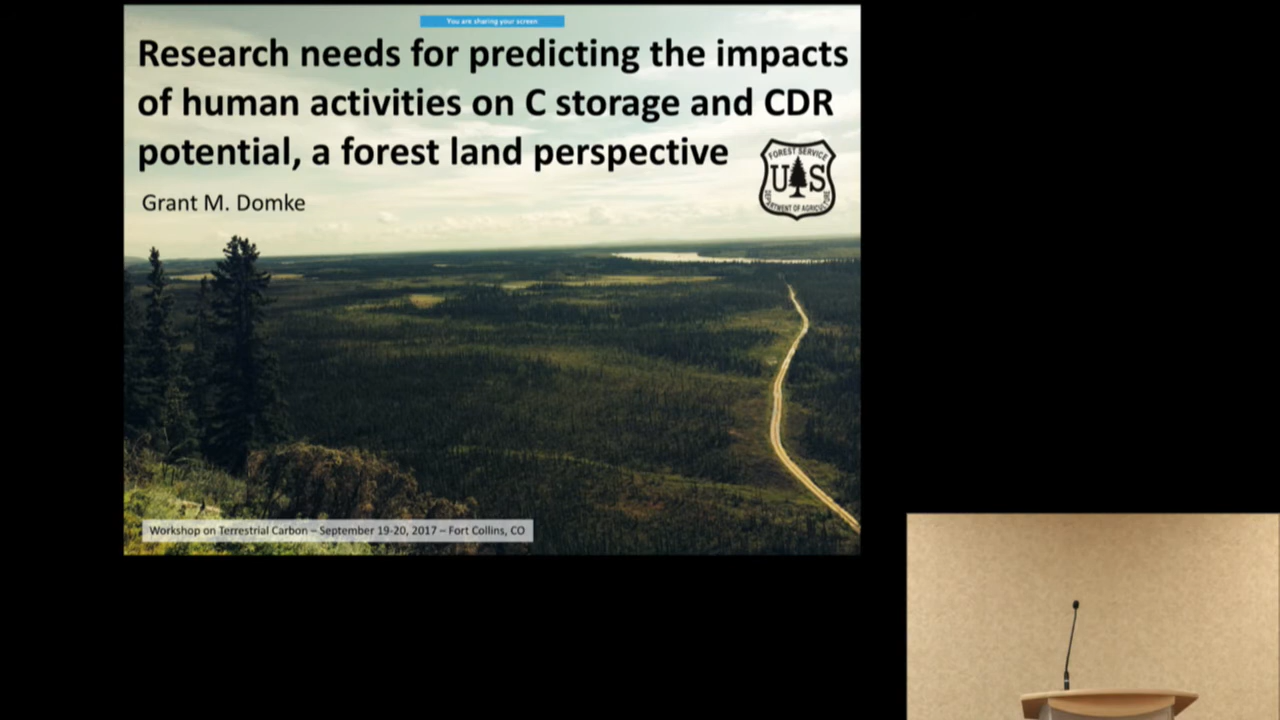 You are sharing your screen
Research needs for predicting the impacts
of human activities on C storage and CDR
potential, a forest land perspective
Grant M. Domke
FOREST SERVICE
U S
DEPARTMENT OF AGRICULTURE
Workshop on Terrestrial Carbon – September 19-20, 2017 – Fort Collins, CO